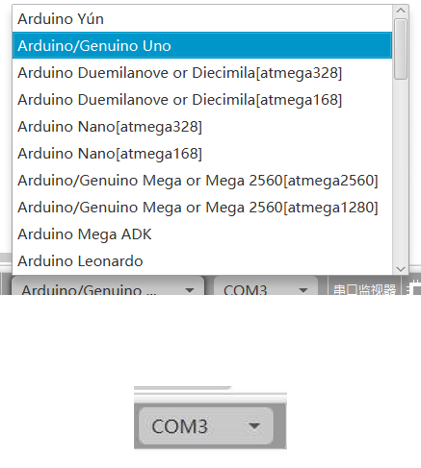 Arduino Yún
Arduino/Genuino Uno
Arduino Duemilanove or Diecimila[atmega328]
Arduino Duemilanove or Diecimila[atmega168]
Arduino Nano[atmega328]
Arduino Nano[atmega168]
Arduino/Genuino Mega or Mega 2560[atmega2560]
Arduino/Genuino Mega or Mega 2560[atmega1280]
Arduino Mega ADK
Arduino Leonardo
Arduino/Genuino ... COM3 串口监视器
COM3